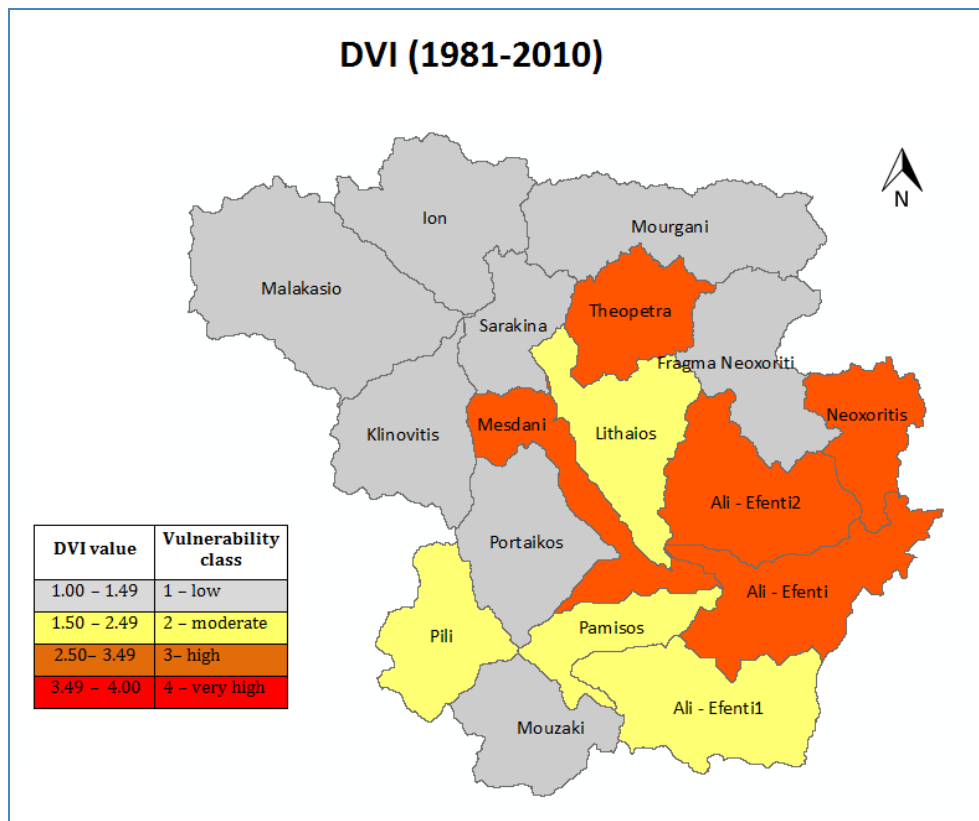 DVI (1981-2010)
N
Ion
Mourgani
Malakasio
Theopetra
Sarakina
Fragma Neoxoriti
Neoxoritis
Mesdani
Klinovitis
Lithaios
Ali - Efenti2
Portaikos
Ali - Efenti
Pili
Pamisos
Ali - Efenti1
Mouzaki
DVI value Vulnerability class
1.00 – 1.49 1 – low
1.50 – 2.49 2 – moderate
2.50– 3.49 3– high
3.49 – 4.00 4 – very high